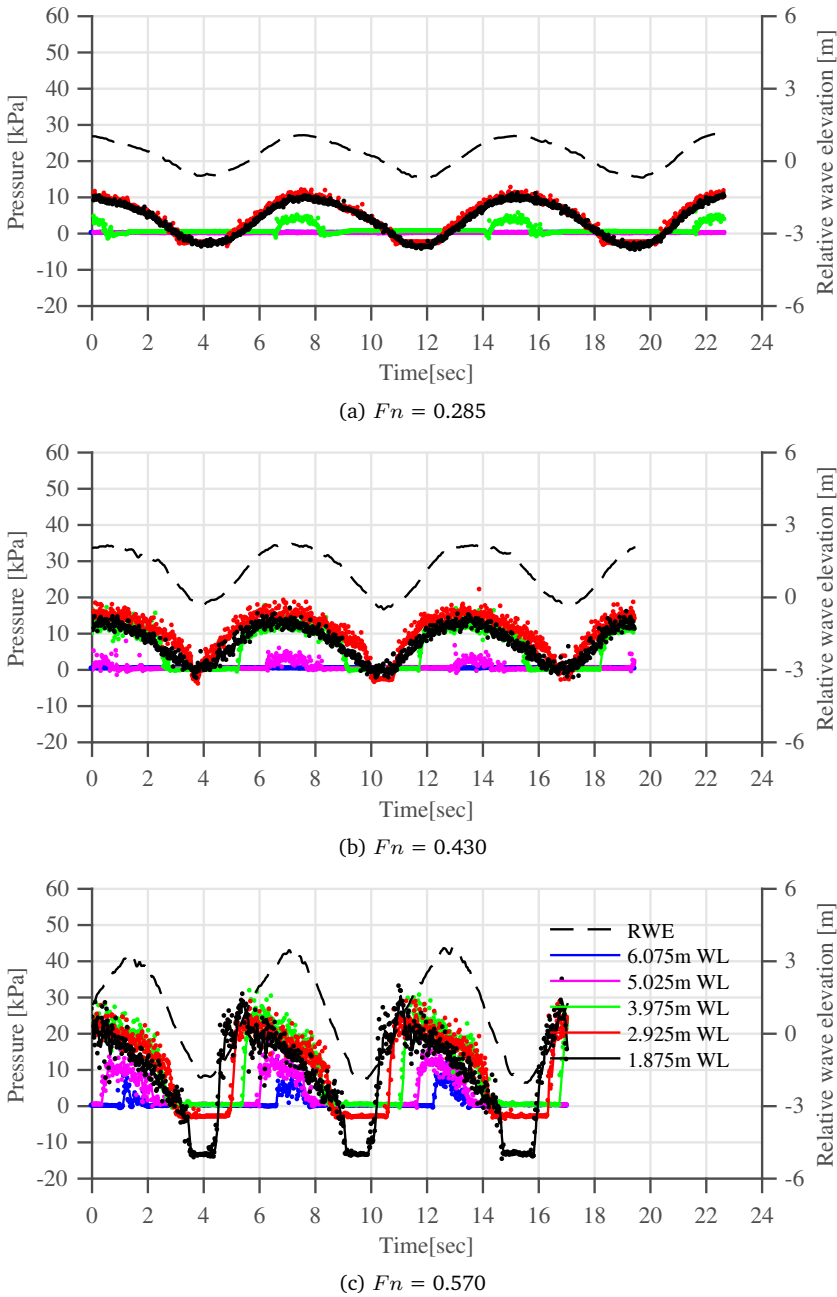 60
50
40
30
20
10
0
-10
-20
Pressure [kPa]
6
3
0
-3
-6
Relative wave elevation [m]
0 2 4 6 8 10 12 14 16 18 20 22 24
Time[sec]
(a) Fn = 0.285
60
50
40
30
20
10
0
-10
-20
Pressure [kPa]
6
3
0
-3
-6
Relative wave elevation [m]
0 2 4 6 8 10 12 14 16 18 20 22 24
Time[sec]
(b) Fn = 0.430
60
50
40
30
20
10
0
-10
-20
Pressure [kPa]
RWE
6.075m WL
5.025m WL
3.975m WL
2.925m WL
1.875m WL
6
3
0
-3
-6
Relative wave elevation [m]
0 2 4 6 8 10 12 14 16 18 20 22 24
Time[sec]
(c) Fn = 0.570